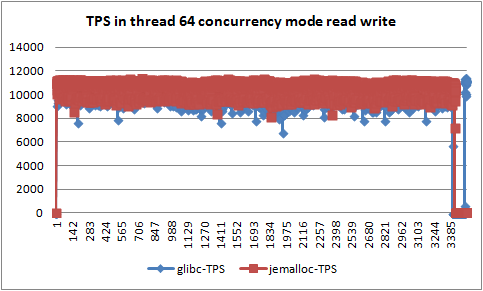 TPS in thread 64 concurrency mode read write
14000
12000
10000
8000
6000
4000
2000
0
1 142 283 424 565 706 847 988 1129 1270 1411 1552 1693 1834 1975 2116 2257 2398 2539 2680 2821 2962 3103 3244 3385
glibc-TPS jemalloc-TPS